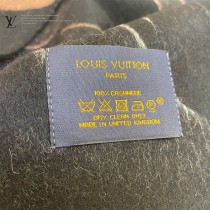 LOUIS VUITTON
PARIS
100% CASHMERE
DRY CLEAN ONLY
MADE IN UNITED KINGDOM